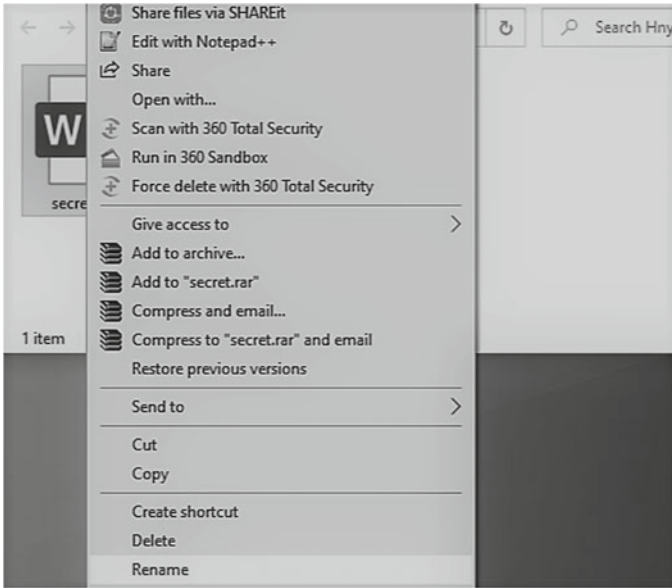 Share files via SHAREit
Search Hny
Edit with Notepad++
Share
W
Open with...
Scan with 360 Total Security
Run in 360 Sandbox
Force delete with 360 Total Security
secre
Give access to
Add to archive...
Add to "secret.rar"
Compress and email...
1 item
Compress to "secret.rar" and email
Restore previous versions
Send to
Cut
Copy
Create shortcut
Delete
Rename